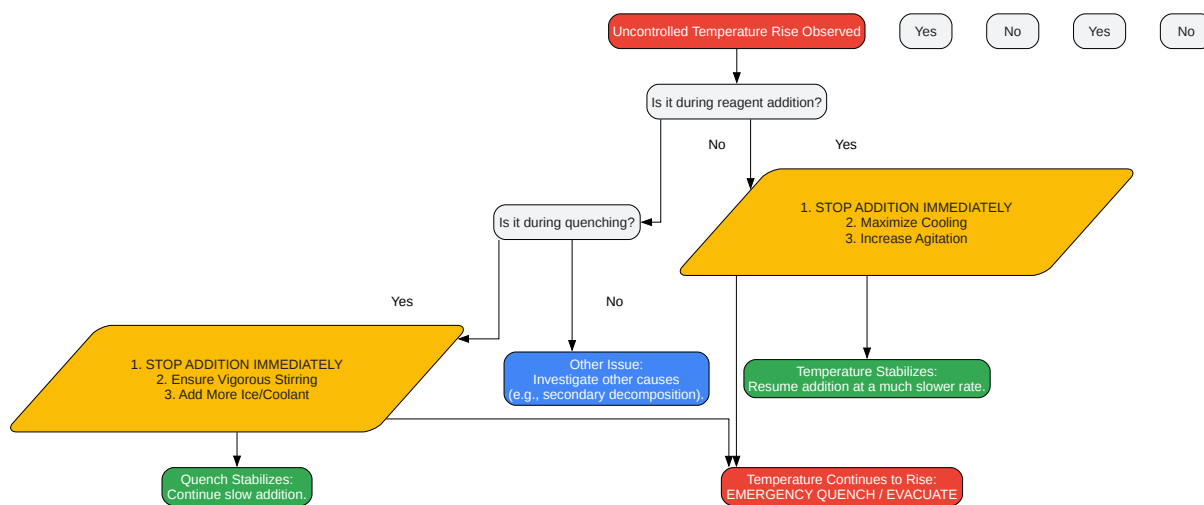 Uncontrolled Temperature Rise Observed
Yes
No
Yes
No
Is it during reagent addition?
No
Yes
1. STOP ADDITION IMMEDIATELY
2. Maximize Cooling
3. Increase Agitation
Is it during quenching?
Yes
No
1. STOP ADDITION IMMEDIATELY
2. Ensure Vigorous Stirring
3. Add More Ice/Coolant
Other Issue:
Investigate other causes
(e.g., secondary decomposition).
Temperature Stabilizes:
Resume addition at a much slower rate.
Quench Stabilizes:
Continue slow addition.
Temperature Continues to Rise:
EMERGENCY QUENCH / EVACUATE